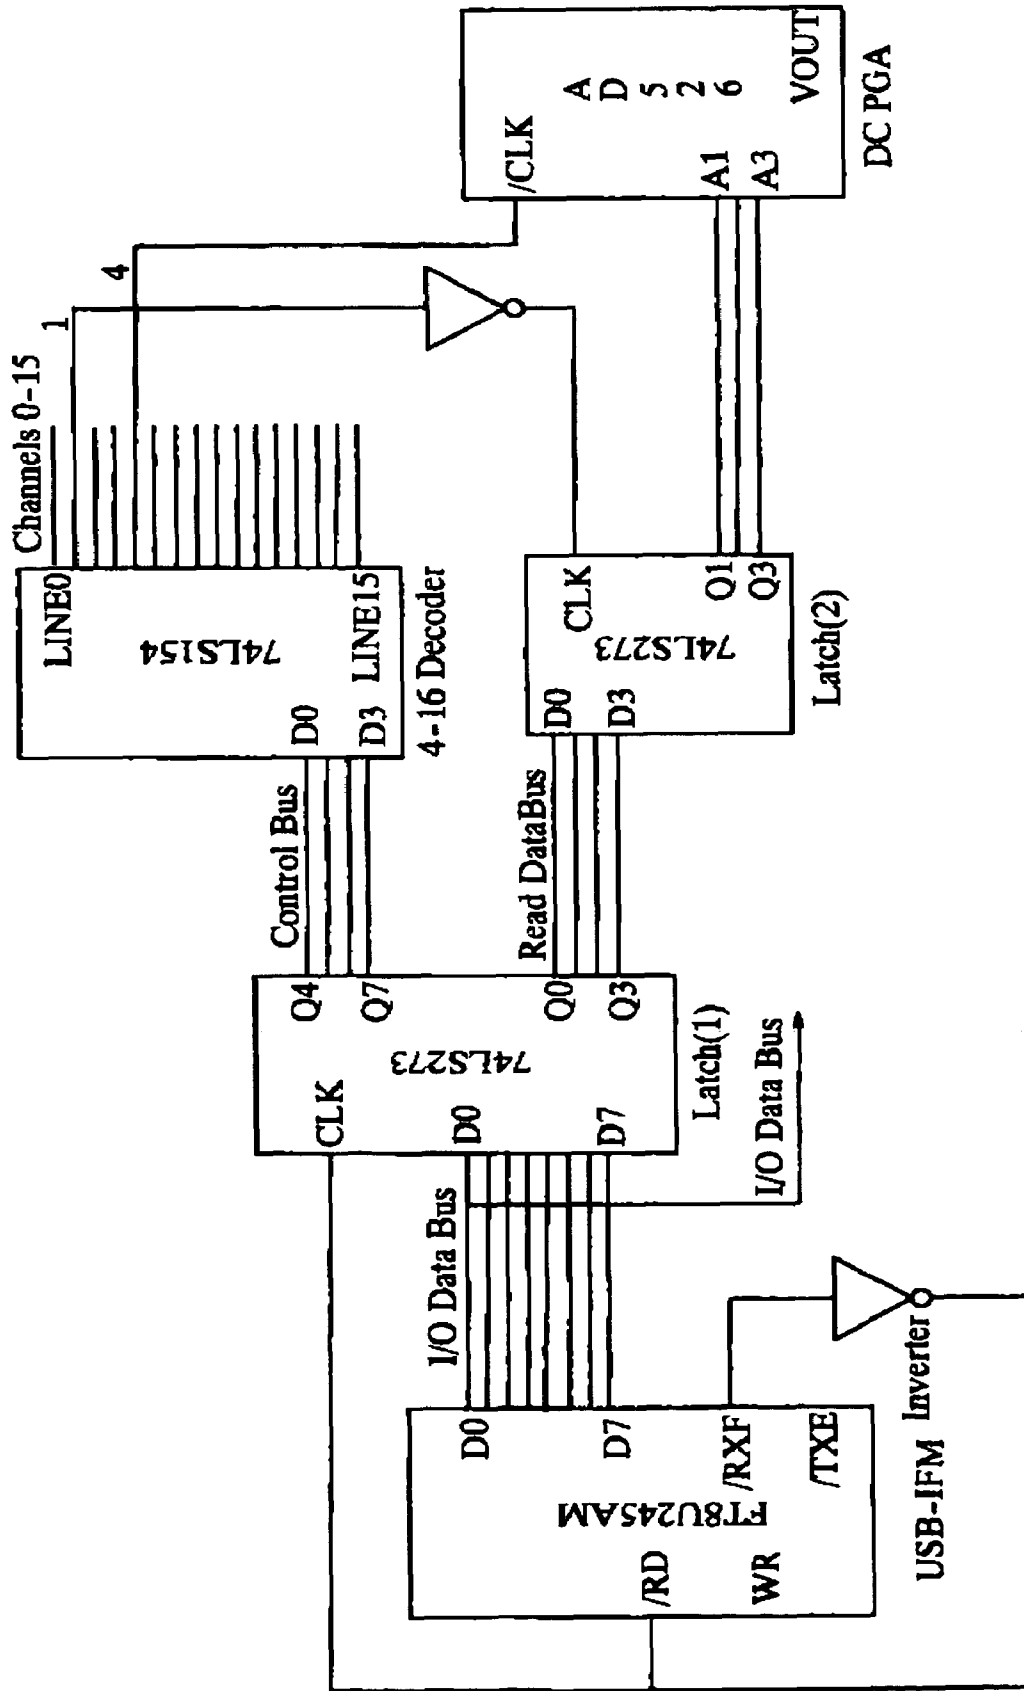 Channels 0-15
1
4
LINE0
74LS154
LINE15
D0
D3
4-16 Decoder
/CLK
A
D
5
2
6
A1
A3
VOUT
DC PGA
Control Bus
Read DataBus
CLK
74LS273
D0
D3
Q1
Q3
Latch(2)
Q4
Q7
Q0
Q3
74LS273
CLK
D0
D7
Latch(1)
I/O Data Bus
I/O Data Bus
D0
D7
/RXF
/TXE
FT8U245AM
/RD
WR
USB-IFM
Inverter